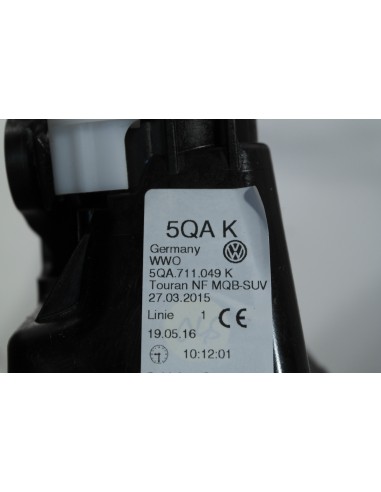 5QA K
Germany
WWO
5QA.711.049 K
Touran NF MQB-SUV
27.03.2015
Linie 1 CE
19.05.16
10:12:01